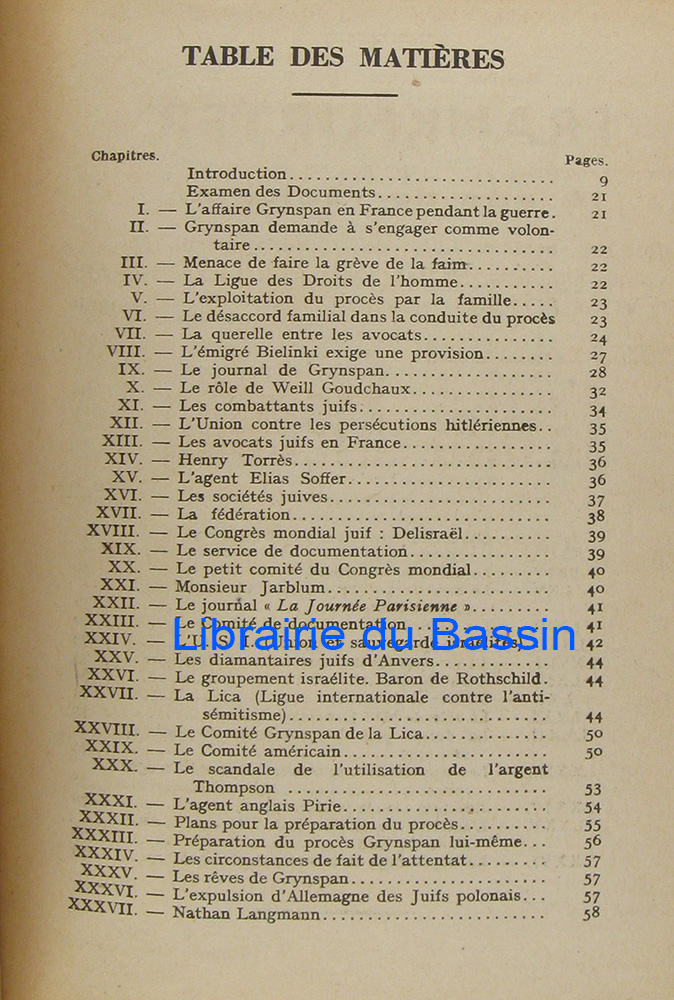 TABLE DES MATIÈRES
Chapitres. Pages.
Introduction.............................. 9
Examen des Documents.................... 21
I. — L'affaire Grynspan en France pendant la guerre. 21
II. — Grynspan demande à s'engager comme volon-
taire.................................. 22
III. — Menace de faire la grève de la faim.......... 22
IV. — La Ligue des Droits de l'homme........... 22
V. — L'exploitation du procès par la famille..... 23
VI. — Le désaccord familial dans la conduite du procès 23
VII. — La querelle entre les avocats............... 24
VIII. — L'émigré Bielinki exige une provision........ 27
IX. — Le journal de Grynspan................... 28
X. — Le rôle de Weill Goudchaux................ 32
XI. — Les combattants juifs...................... 34
XII. — L'Union contre les persécutions hitlériennes.. 35
XIII. — Les avocats juifs en France................. 35
XIV. — Henry Torrès............................. 36
XV. — L'agent Elias Soffer....................... 36
XVI. — Les sociétés juives......................... 37
XVII. — La fédération............................. 38
XVIII. — Le Congrès mondial juif : Delisraël.......... 39
XIX. — Le service de documentation................ 39
XX. — Le petit comité du Congrès mondial......... 40
XXI. — Monsieur Jarblum......................... 40
XXII. — Le journal « La Journée Parisienne »......... 41
XXIII. — Le Comité de documentation................ 41
XXIV. — L'U. S. I. (Union et sauvegarde israélites). 42
Librairie du Bassin
XXV. — Les diamantaires juifs d'Anvers............. 44
XXVI. — Le groupement israélite. Baron de Rothschild. 44
XXVII. — La Lica (Ligue internationale contre l'anti-
sémitisme)............................. 44
XXVIII. — Le Comité Grynspan de la Lica............. 50
XXIX. — Le Comité américain....................... 50
XXX. — Le scandale de l'utilisation de l'argent
Thompson ............................. 53
XXXI. — L'agent anglais Pirie....................... 54
XXXII. — Plans pour la préparation du procès.......... 55
XXXIII. — Préparation du procès Grynspan lui-même... 56
XXXIV. — Les circonstances de fait de l'attentat......... 57
XXXV. — Les rêves de Grynspan...................... 57
XXXVI. — L'expulsion d'Allemagne des Juifs polonais... 57
XXXVII. — Nathan Langmann......................... 58